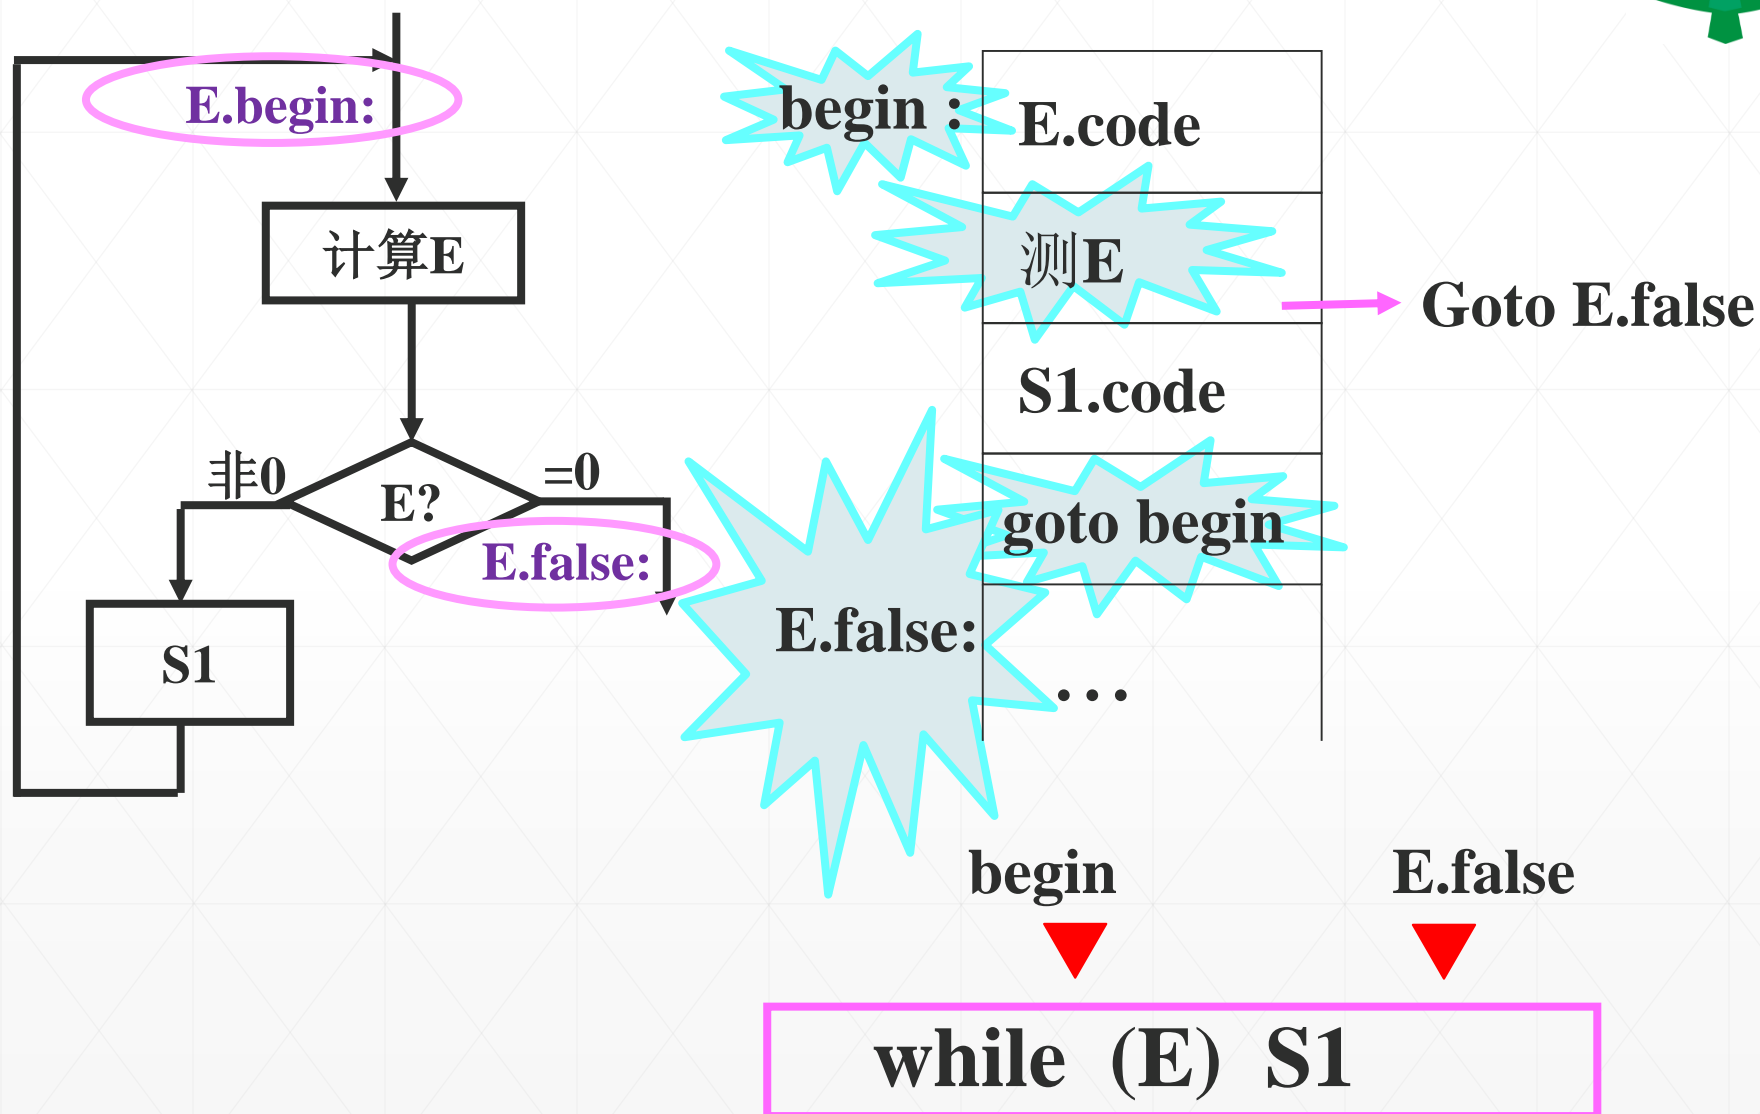 E.begin:
计算E
非0
=0
E?
E.false:
S1
begin :
E.code
测E
Goto E.false
S1.code
goto begin
E.false:
...
begin
E.false
while (E) S1